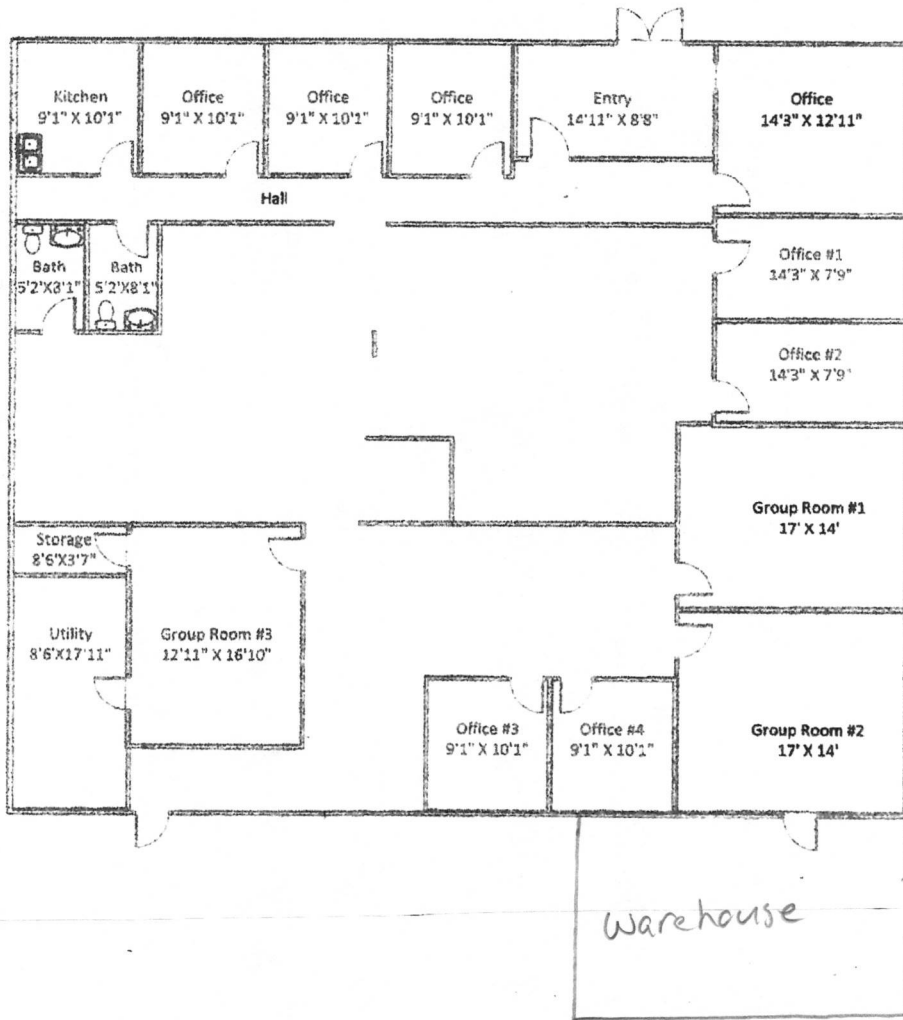 Kitchen
9'1" X 10'1"
Office
9'1" X 10'1"
Office
9'1" X 10'1"
Office
9'1" X 10'1"
Entry
14'11" X 8'8"
Office
14'3" X 12'11"
Hall
Bath
5'2'X3'1"
Bath
5'2'X8'1"
Office #1
14'3" X 7'9"
Office #2
14'3" X 7'9"
Group Room #1
17' X 14'
Storage
8'6'X3'7"
Utility
8'6'X17'11"
Group Room #3
12'11" X 16'10"
Office #3
9'1" X 10'1"
Office #4
9'1" X 10'1"
Group Room #2
17' X 14'
warehouse